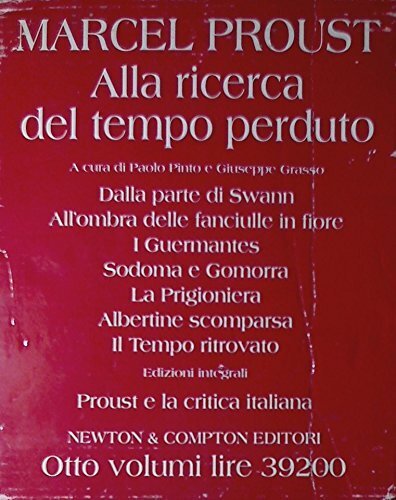 MARCEL PROUST
Alla ricerca
del tempo perduto
A cura di Paolo Pinto e Giuseppe Grasso
Dalla parte di Swann
All'ombra delle fanciulle in fiore
I Guermantes
Sodoma e Gomorra
La Prigioniera
Albertine scomparsa
Il Tempo ritrovato
Edizioni integrali
Proust e la critica italiana
NEWTON & COMPTON EDITORI
Otto volumi lire 39200